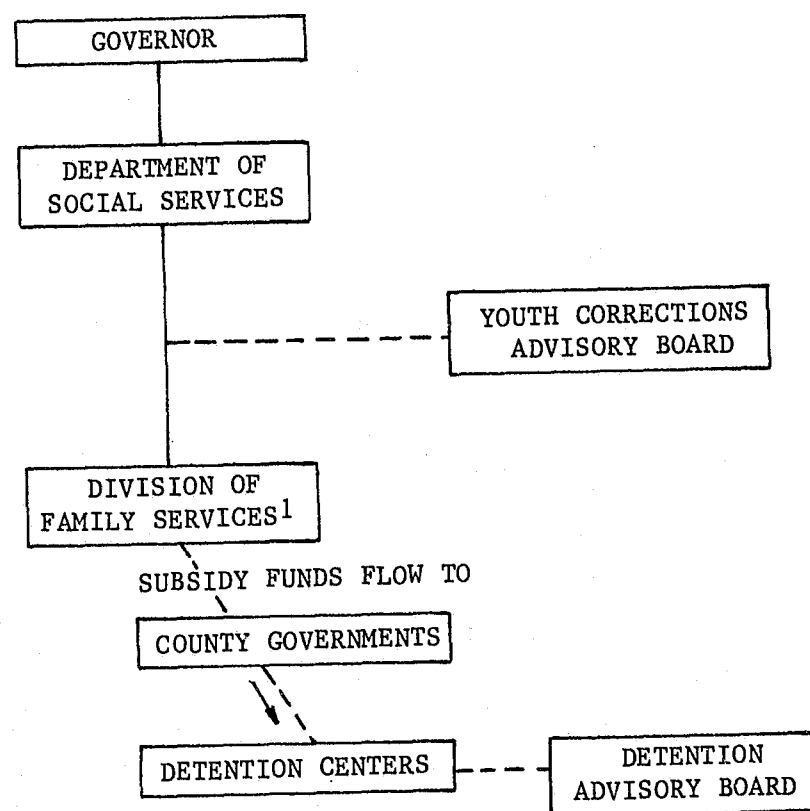 GOVERNOR
DEPARTMENT OF
SOCIAL SERVICES
YOUTH CORRECTIONS
ADVISORY BOARD
DIVISION OF
FAMILY SERVICES1
SUBSIDY FUNDS FLOW TO
COUNTY GOVERNMENTS
DETENTION CENTERS
DETENTION
ADVISORY BOARD